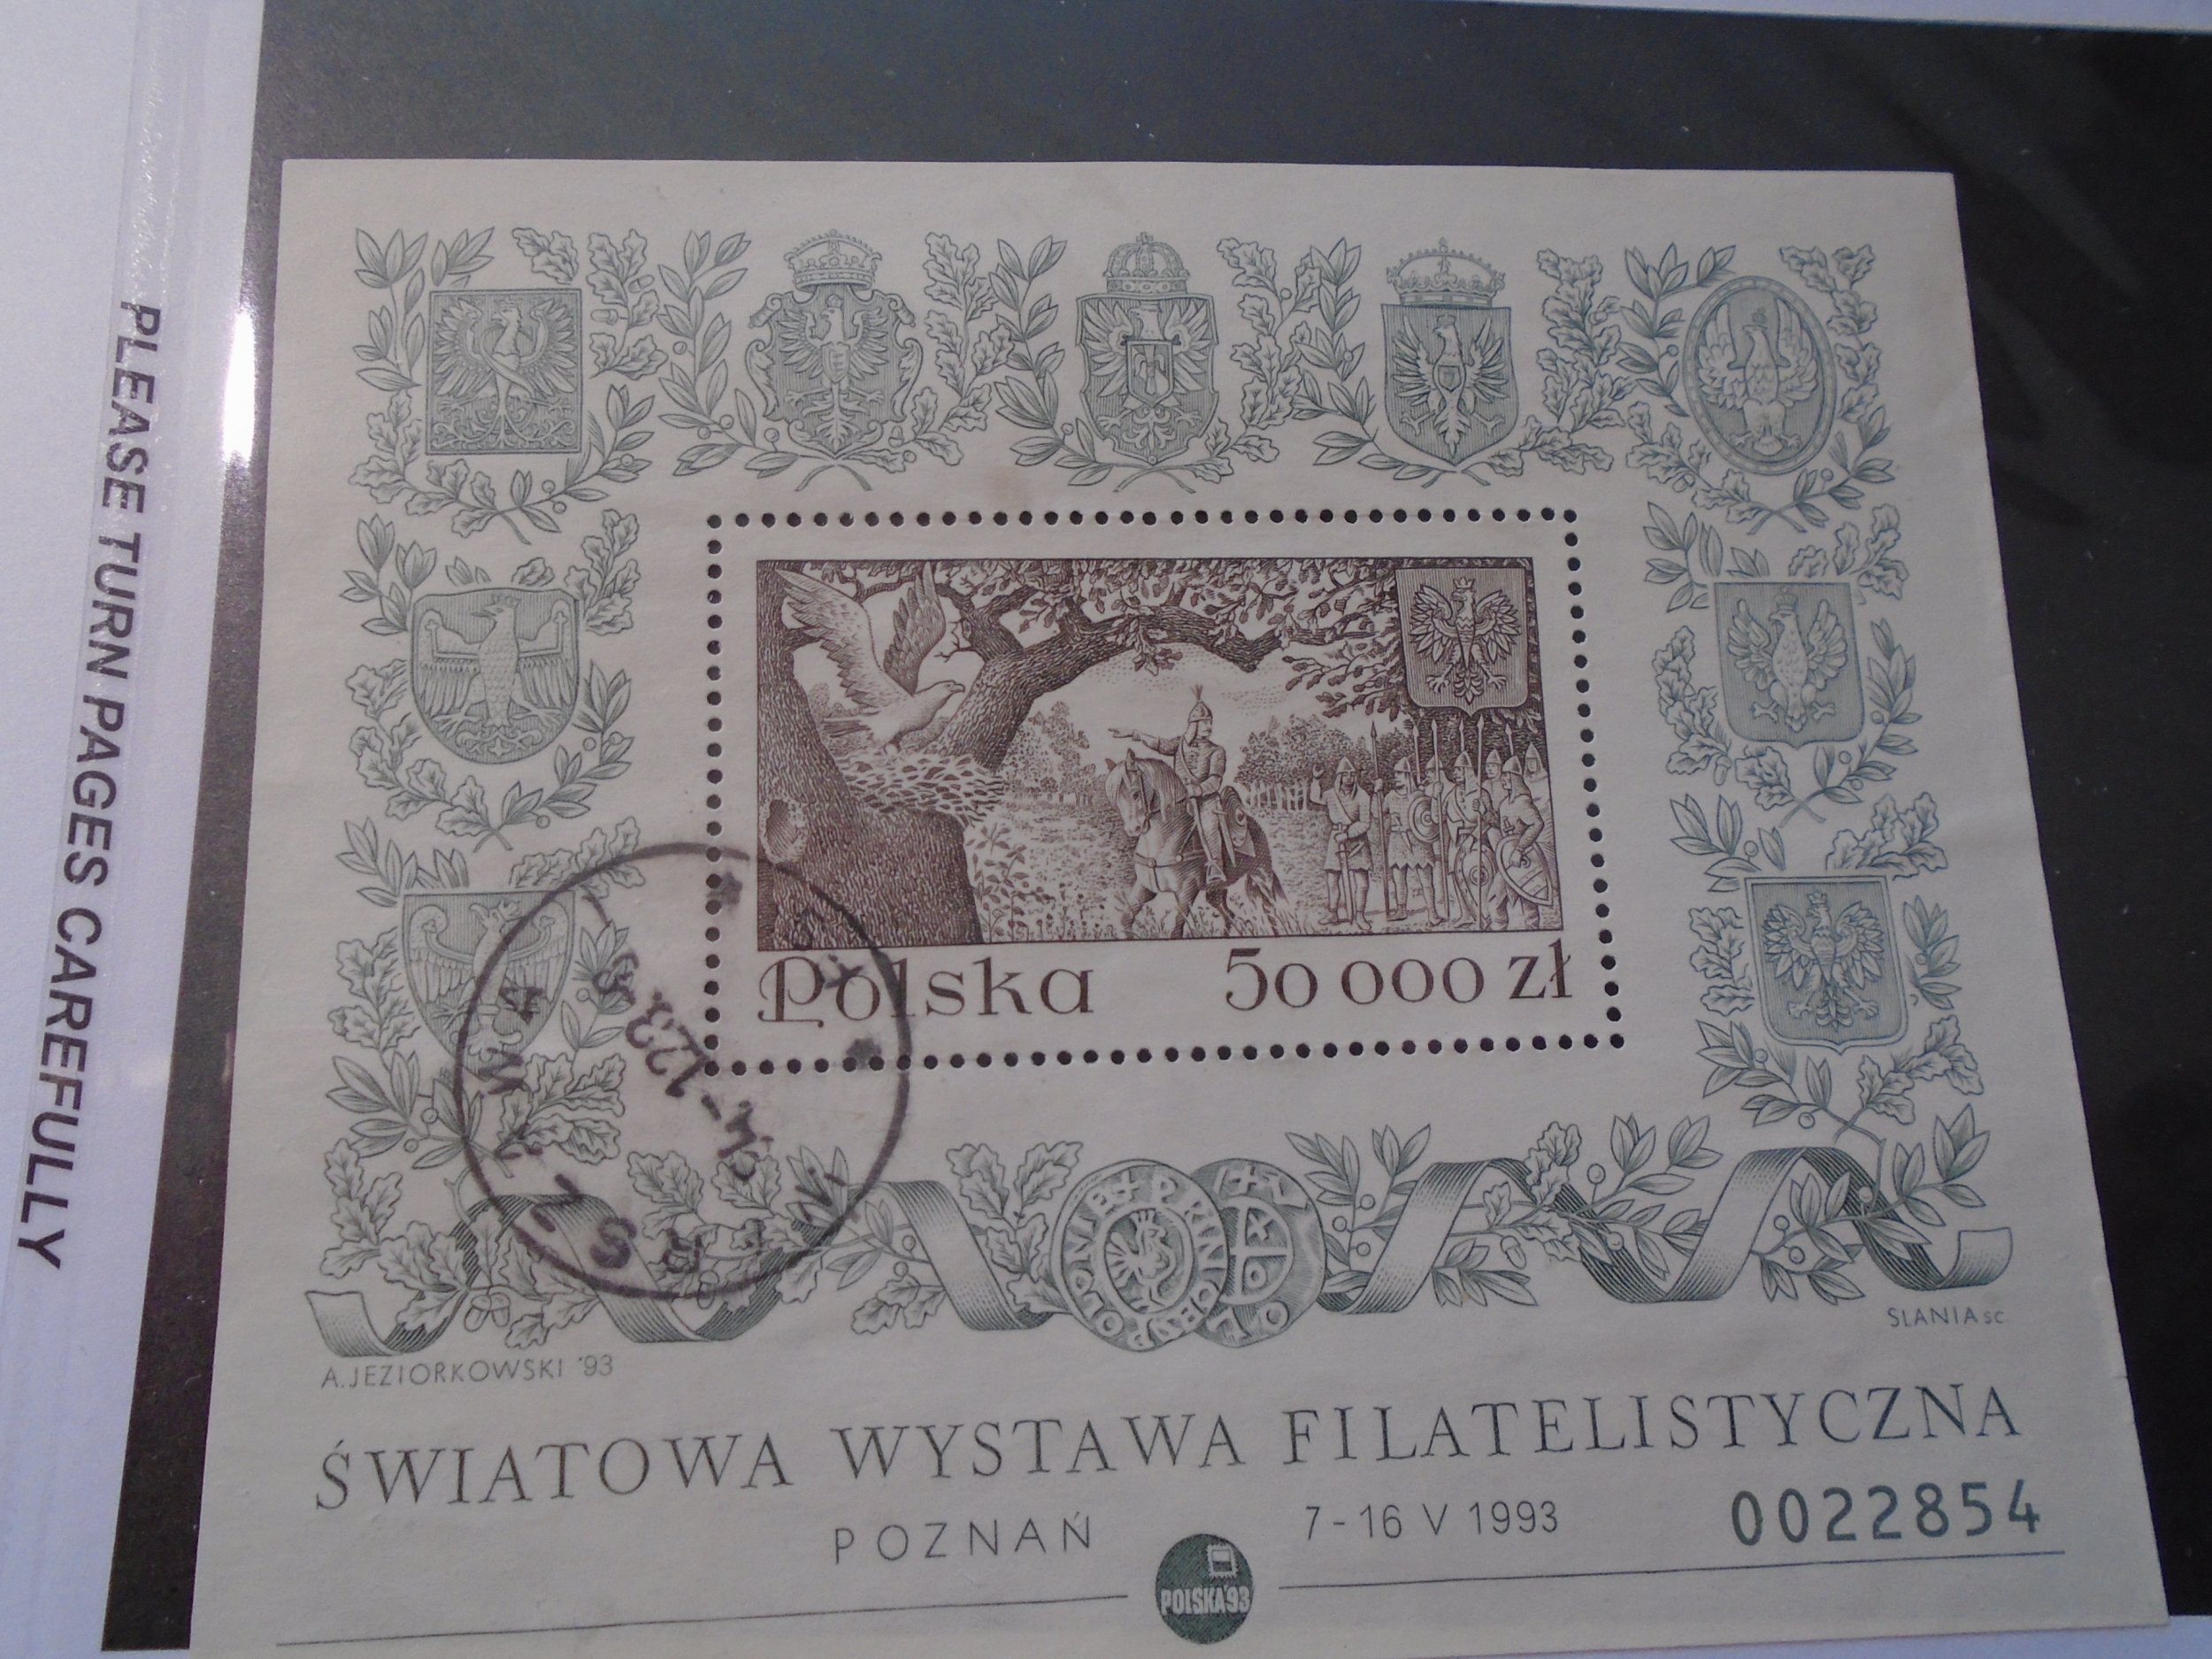 PLEASE TURN PAGES CAREFULLY
Polska 50 000 zł
A. JEZIORKOWSKI '93
SLANIA SC
ŚWIATOWA WYSTAWA FILATELISTYCZNA
POZNAŃ 7-16 V 1993 0022854
POLSKA'93